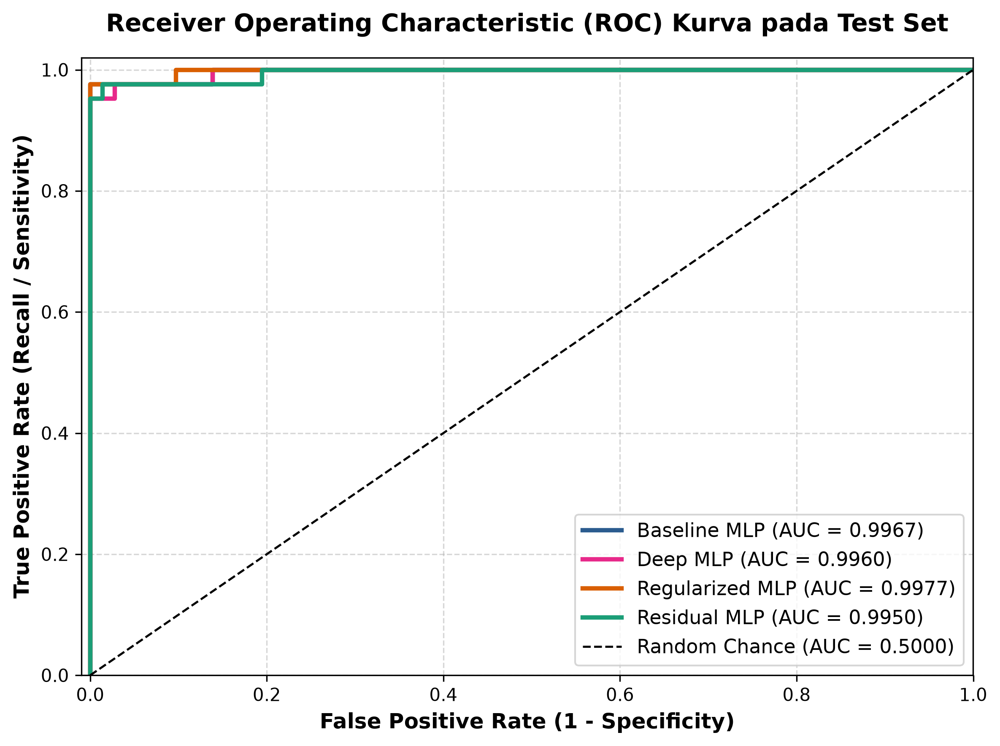 Receiver Operating Characteristic (ROC) Kurva pada Test Set
True Positive Rate (Recall / Sensitivity)
1.0
0.8
0.6
0.4
0.2
0.0
0.0 0.2 0.4 0.6 0.8 1.0
False Positive Rate (1 - Specificity)
Baseline MLP (AUC = 0.9967)
Deep MLP (AUC = 0.9960)
Regularized MLP (AUC = 0.9977)
Residual MLP (AUC = 0.9950)
Random Chance (AUC = 0.5000)